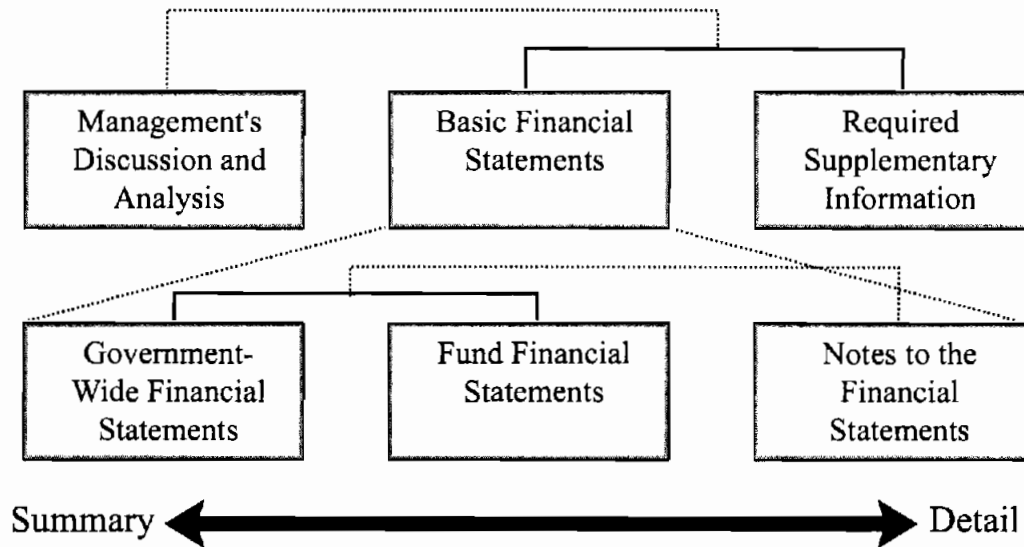 Management's
Discussion and
Analysis
Basic Financial
Statements
Required
Supplementary
Information
Government-
Wide Financial
Statements
Fund Financial
Statements
Notes to the
Financial
Statements
Summary
Detail